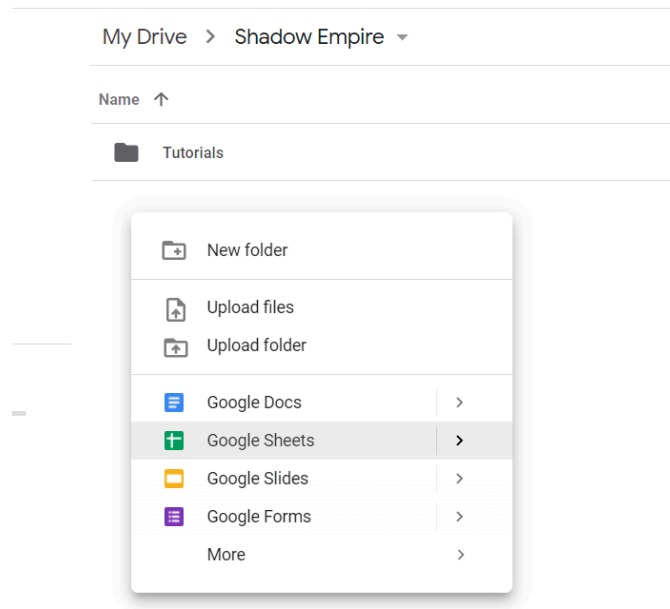 My Drive > Shadow Empire
Name
Tutorials
New folder
Upload files
Upload folder
Google Docs
Google Sheets
Google Slides
Google Forms
More